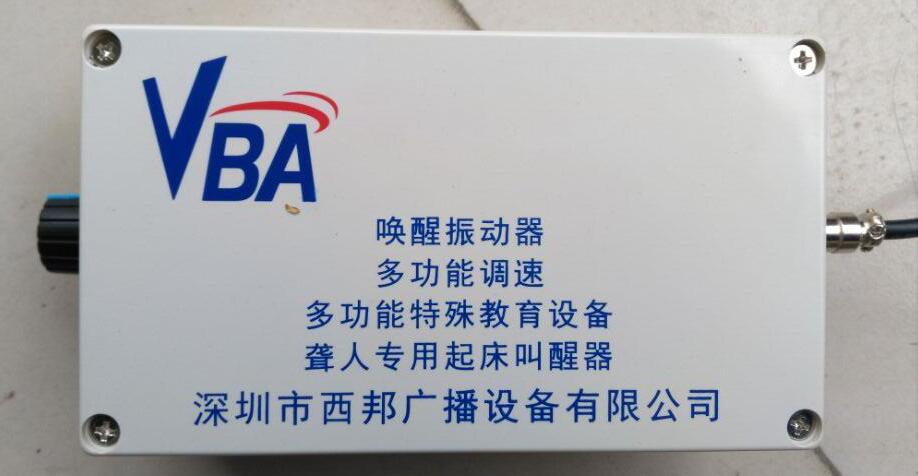 VBA
唤醒振动器
多功能调速
多功能特殊教育设备
聋人专用起床叫醒器
深圳市西邦广播设备有限公司